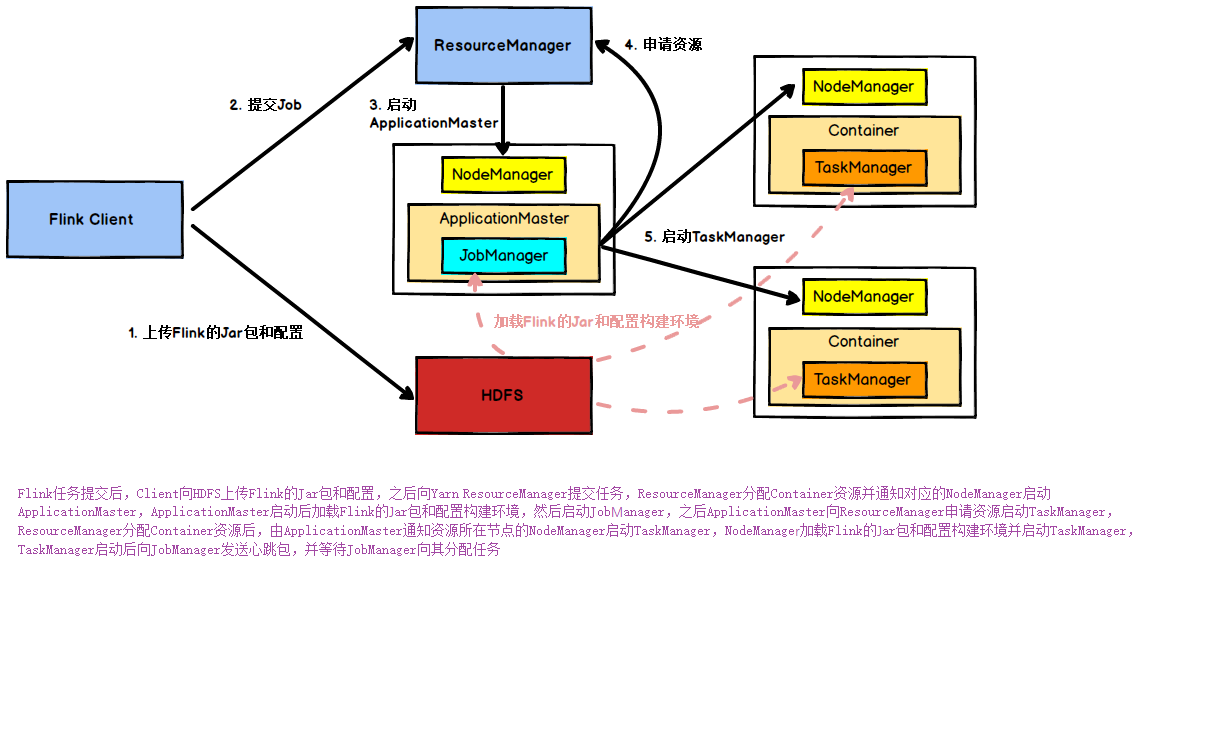 ResourceManager
4. 申请资源
NodeManager
2. 提交Job
3. 启动
ApplicationMaster
Container
TaskManager
NodeManager
Flink Client
ApplicationMaster
5. 启动TaskManager
JobManager
NodeManager
1. 上传Flink的Jar包和配置
加载Flink的Jar和配置构建环境
Container
TaskManager
HDFS
Flink任务提交后，Client向HDFS上传Flink的Jar包和配置，之后向Yarn ResourceManager提交任务，ResourceManager分配Container资源并通知对应的NodeManager启动
ApplicationMaster，ApplicationMaster启动后加载Flink的Jar包和配置构建环境，然后启动JobManager，之后ApplicationMaster向ResourceManager申请资源启动TaskManager，
ResourceManager分配Container资源后，由ApplicationMaster通知资源所在节点的NodeManager启动TaskManager，NodeManager加载Flink的Jar包和配置构建环境并启动TaskManager，
TaskManager启动后向JobManager发送心跳包，并等待JobManager向其分配任务